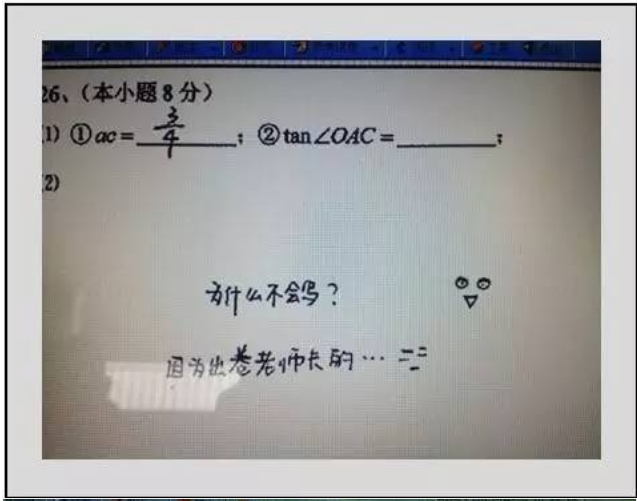 26、（本小题 8 分）
(1) ①ac = 3/4 ; ②tan∠OAC = ;
(2)
为什么不会写？
因为出卷老师长的…